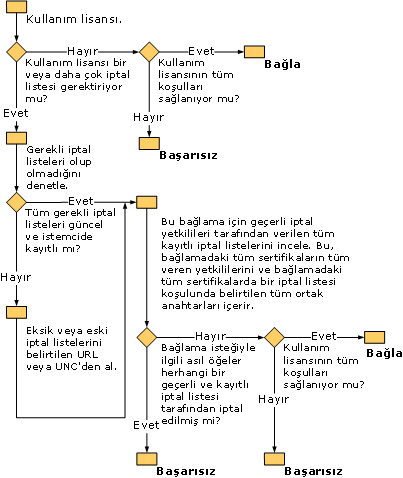 Kullanım lisansı.
Hayır
Evet
Kullanım lisansı bir
veya daha çok iptal
listesi gerektiriyor
mu?
Kullanım
lisansının tüm
koşulları
sağlanıyor mu?
Bağla
Evet
Hayır
Başarısız
Gerekli iptal
listeleri olup
olmadığını
denetle.
Evet
Tüm gerekli iptal
listeleri güncel
ve istemcide
kayıtlı mı?
Bu bağlama için geçerli iptal
yetkilileri tarafından verilen tüm
kayıtlı iptal listelerini incele. Bu,
bağlamadaki tüm sertifikaların tüm
veren yetkililerini ve bağlamadaki
tüm sertifikalarda bir iptal listesi
koşulunda belirtilen tüm ortak
anahtarları içerir.
Hayır
Eksik veya eski
iptal listelerini
belirtilen URL
veya UNC'den al.
Hayır
Evet
Bağlama isteğiyle
ilgili asıl öğeler
herhangi bir
geçerli ve kayıtlı
iptal listesi
tarafından iptal
edilmiş mi?
Kullanım
lisansının tüm
koşulları
sağlanıyor mu?
Bağla
Hayır
Evet
Başarısız
Başarısız